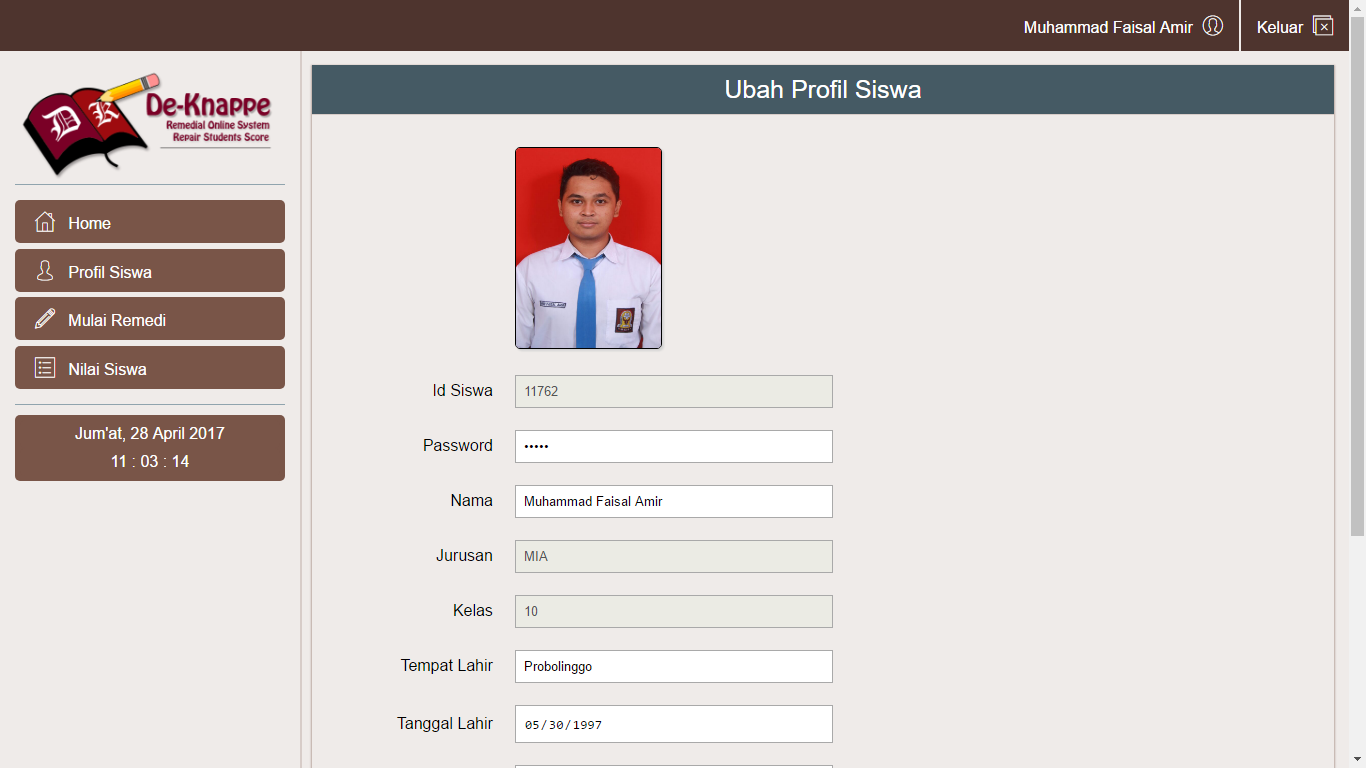 Muhammad Faisal Amir
Keluar
DK
De-Knappe
Remedial Online System
Repair Students Score
Home
Profil Siswa
Mulai Remedi
Nilai Siswa
Jum'at, 28 April 2017
11 : 03 : 14
Ubah Profil Siswa
Id Siswa 11762
Password •••••
Nama Muhammad Faisal Amir
Jurusan MIA
Kelas 10
Tempat Lahir Probolinggo
Tanggal Lahir 05/30/1997